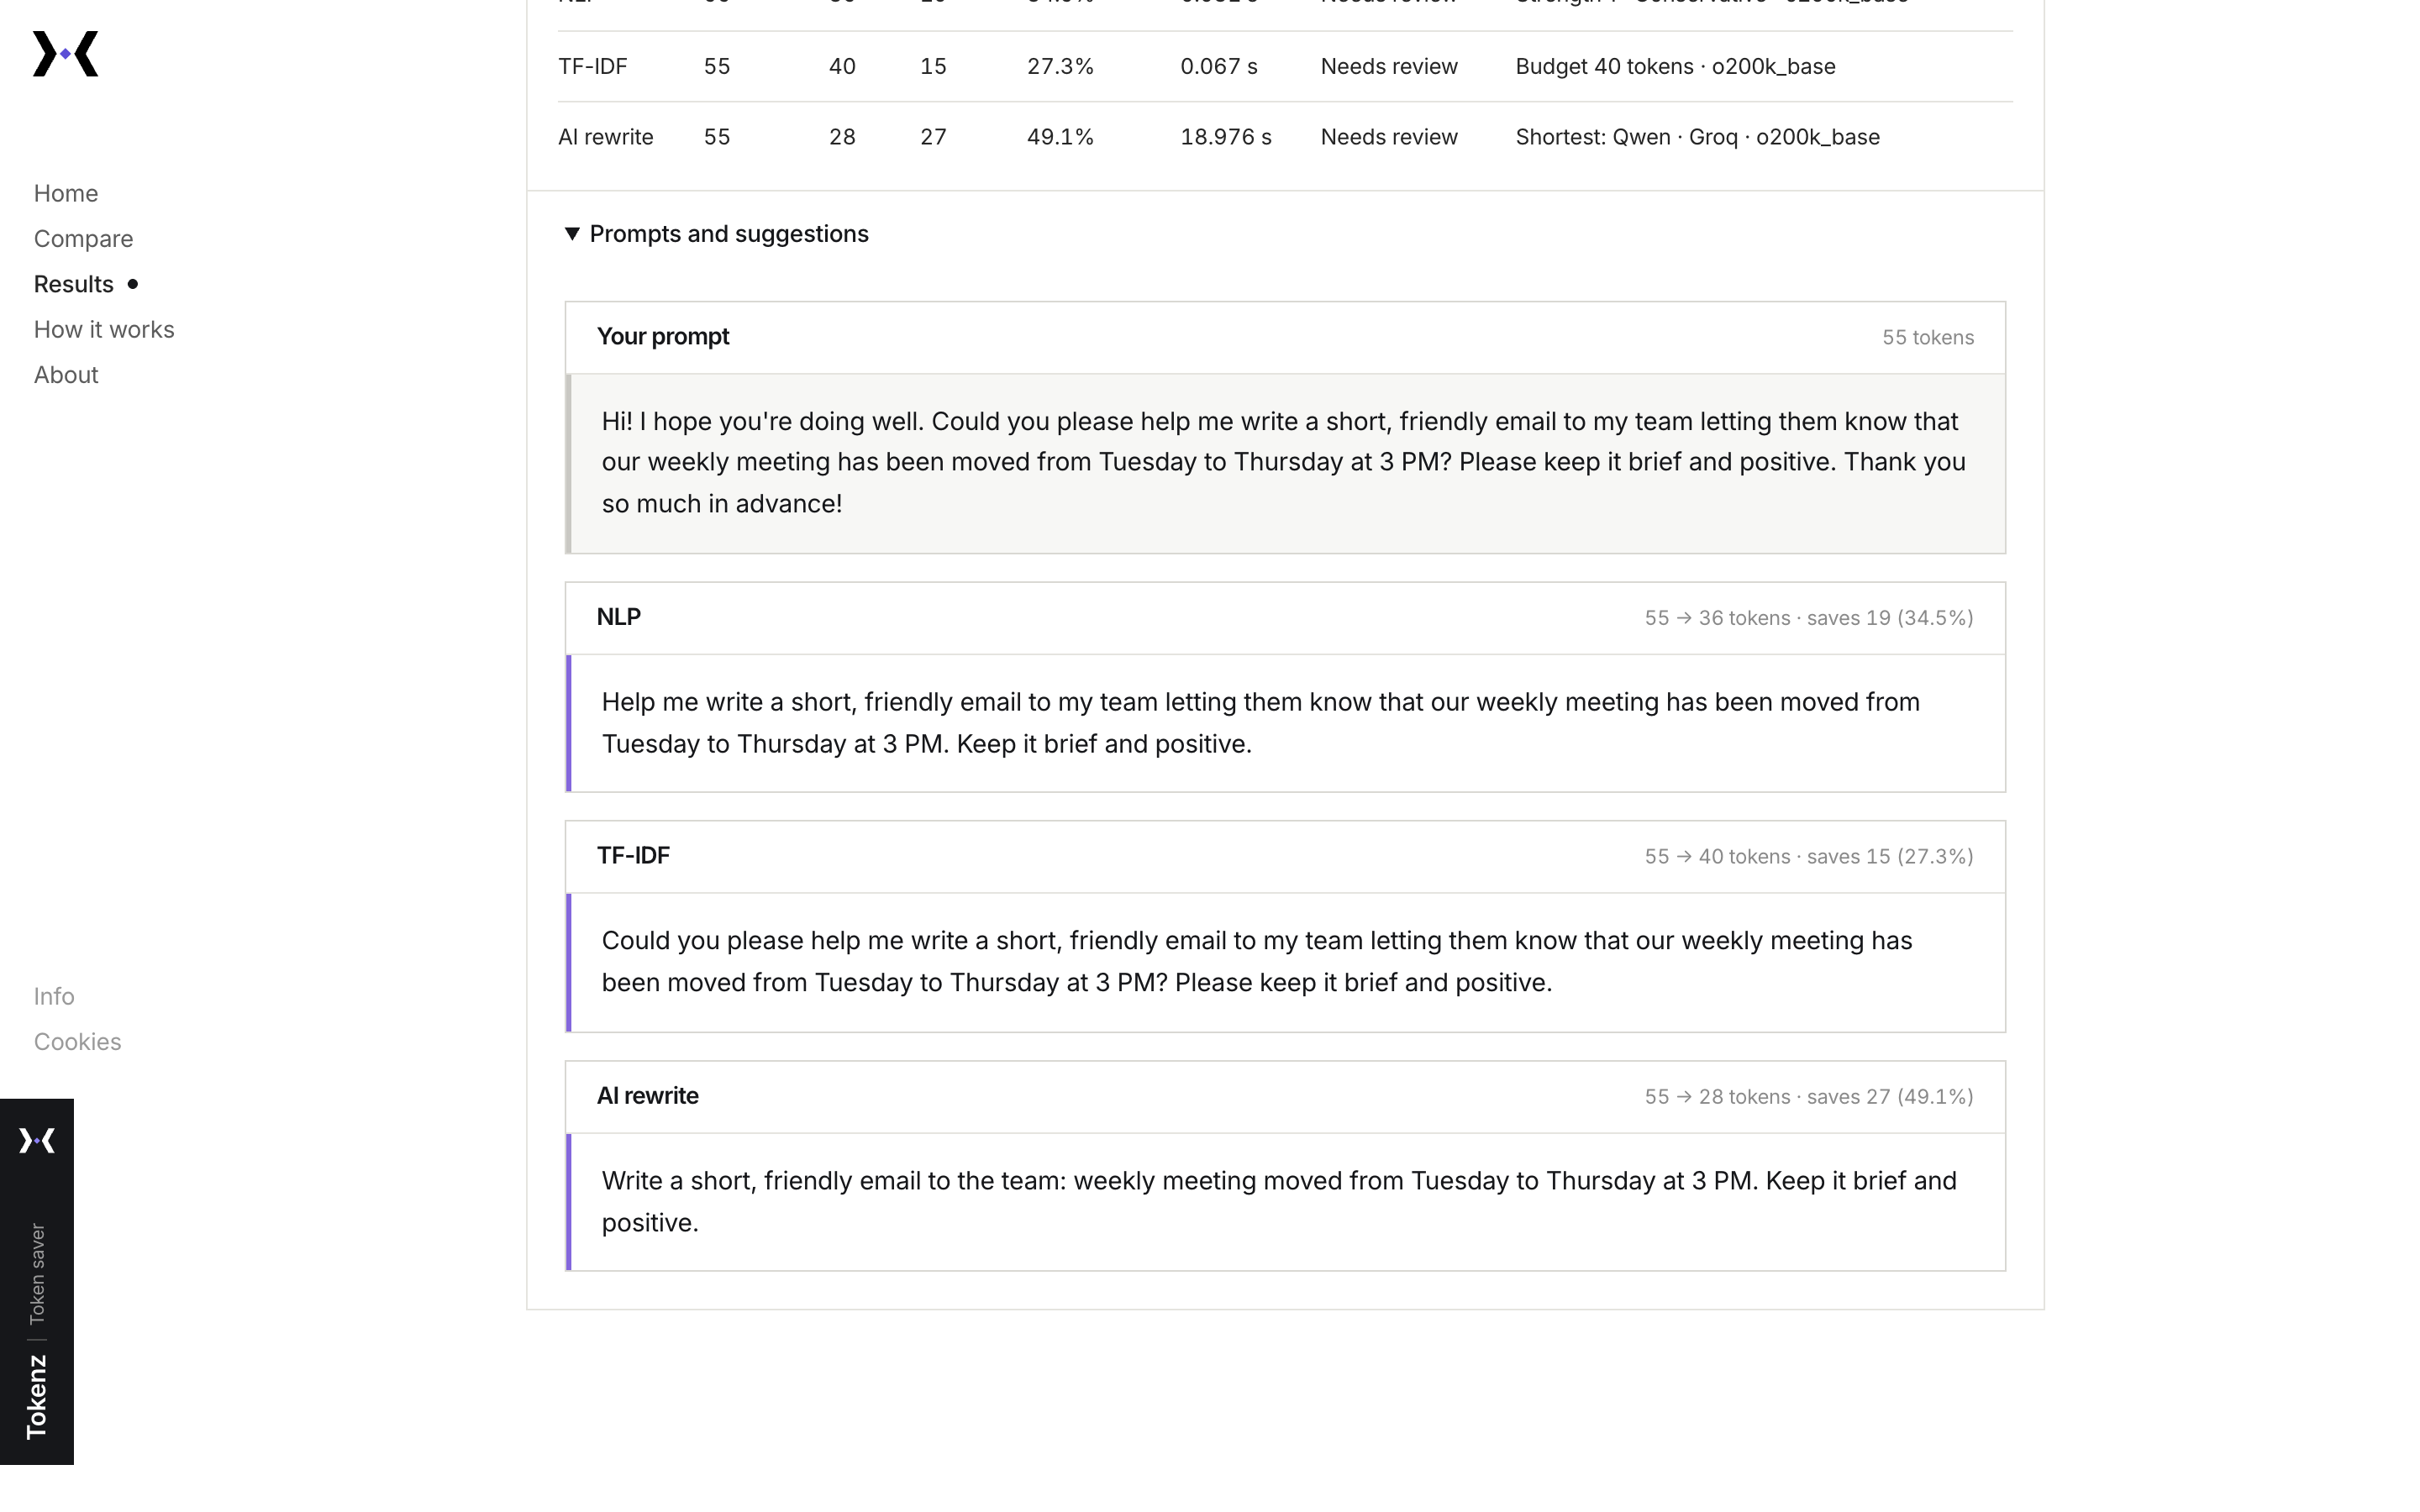 Home
Compare
Results
How it works
About
Info
Cookies
Tokenz | Token saver
TF-IDF 55 40 15 27.3% 0.067 s Needs review Budget 40 tokens · o200k_base
AI rewrite 55 28 27 49.1% 18.976 s Needs review Shortest: Qwen · Groq · o200k_base
▼ Prompts and suggestions
Your prompt 55 tokens
Hi! I hope you're doing well. Could you please help me write a short, friendly email to my team letting them know that
our weekly meeting has been moved from Tuesday to Thursday at 3 PM? Please keep it brief and positive. Thank you
so much in advance!
NLP 55 → 36 tokens · saves 19 (34.5%)
Help me write a short, friendly email to my team letting them know that our weekly meeting has been moved from
Tuesday to Thursday at 3 PM. Keep it brief and positive.
TF-IDF 55 → 40 tokens · saves 15 (27.3%)
Could you please help me write a short, friendly email to my team letting them know that our weekly meeting has
been moved from Tuesday to Thursday at 3 PM? Please keep it brief and positive.
AI rewrite 55 → 28 tokens · saves 27 (49.1%)
Write a short, friendly email to the team: weekly meeting moved from Tuesday to Thursday at 3 PM. Keep it brief and
positive.